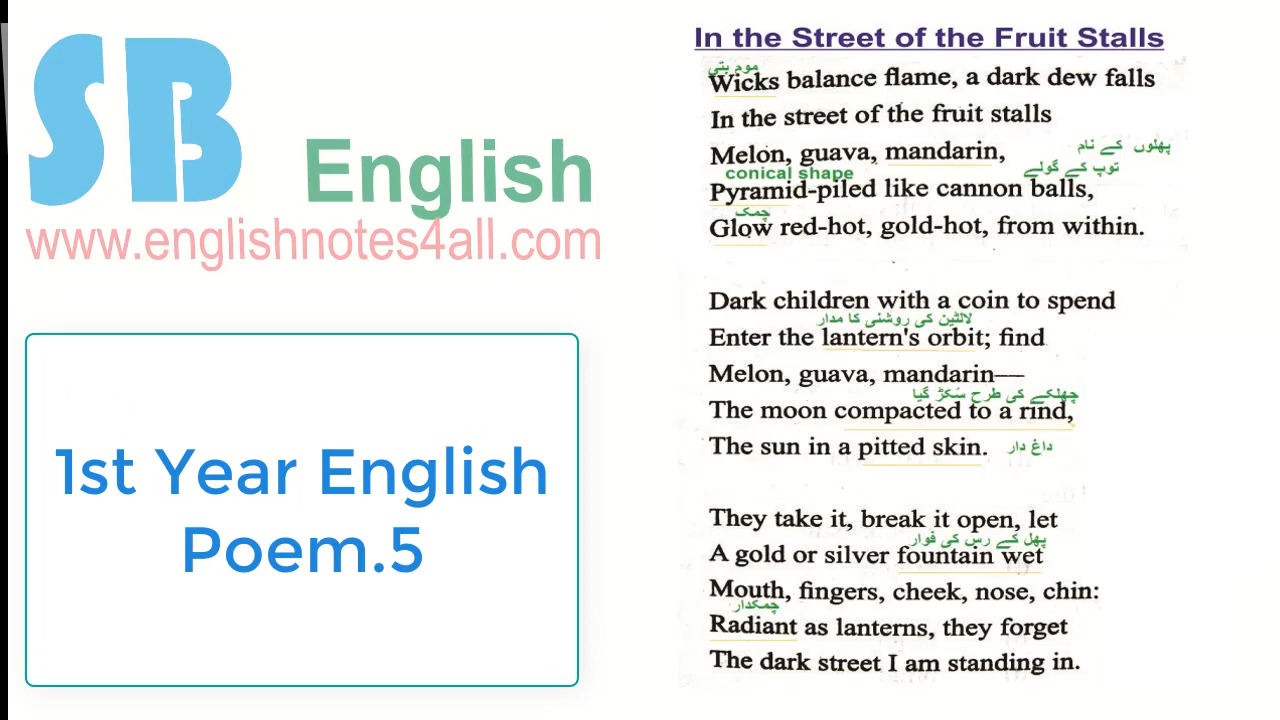 SB
English
www.englishnotes4all.com
1st Year English
Poem.5
In the Street of the Fruit Stalls
موم بتی
Wicks balance flame, a dark dew falls
In the street of the fruit stalls
Melon, guava, mandarin,
پھلوں کے نام
conical shape
توپ کے گولے
Pyramid-piled like cannon balls,
چمک
Glow red-hot, gold-hot, from within.
Dark children with a coin to spend
لالٹین کی روشنی کا مدار
Enter the lantern's orbit; find
Melon, guava, mandarin—
چھلکے کی طرح سُکڑ گیا
The moon compacted to a rind,
The sun in a pitted skin.
داغ دار
They take it, break it open, let
پھل کے رس کی فوار
A gold or silver fountain wet
Mouth, fingers, cheek, nose, chin:
چمکدار
Radiant as lanterns, they forget
The dark street I am standing in.